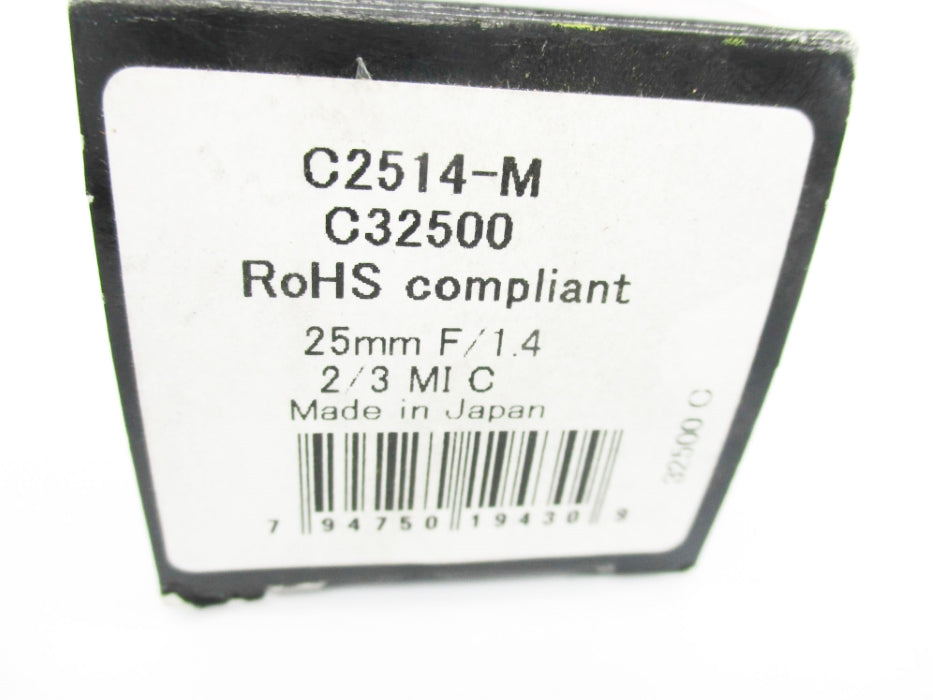 C2514-M
C32500
RoHS compliant
25mm F/1.4
2/3 MI C
Made in Japan
32500 C
7 94750 19430 9